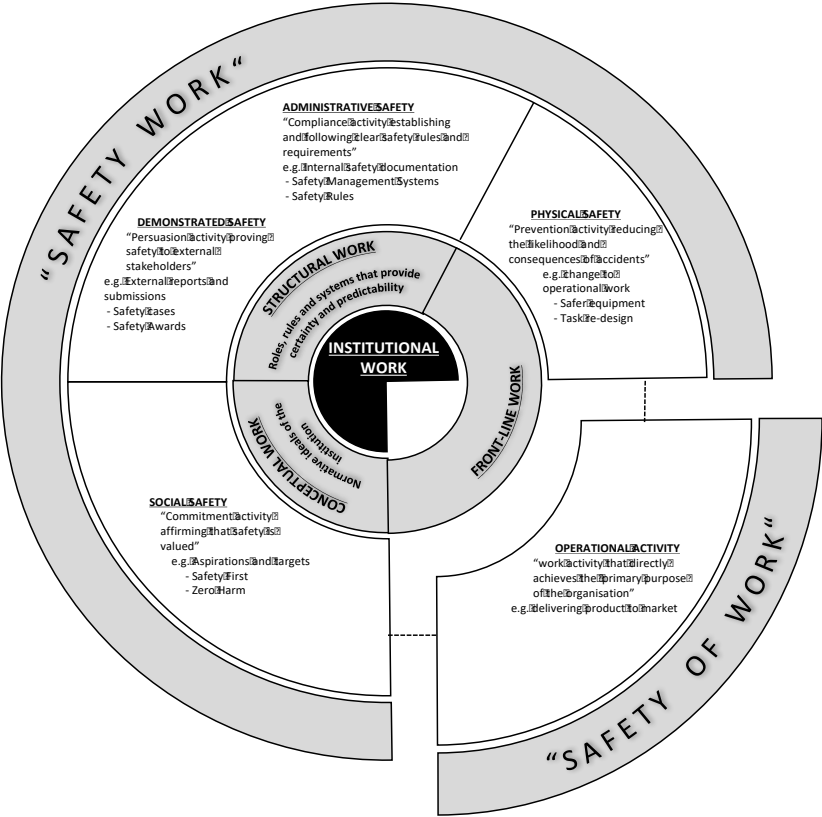 “SAFETY WORK“
ADMINISTRATIVE SAFETY
“Compliance activity establishing
and following clear safety rules and
requirements”
e.g. Internal safety documentation
- Safety Management Systems
- Safety Rules
DEMONSTRATED SAFETY
“Persuasion activity proving
safety to external
stakeholders”
e.g. External reports and
submissions
- Safety cases
- Safety Awards
PHYSICAL SAFETY
“Prevention activity reducing
the likelihood and
consequences of accidents”
e.g. change to
operational work
- Safer equipment
- Task re-design
STRUCTURAL WORK
Roles, rules and systems that provide
certainty and predictability
INSTITUTIONAL
WORK
FRONT-LINE WORK
CONCEPTUAL WORK
Normative ideals of the
institution
SOCIAL SAFETY
“Commitment activity
affirming that safety is
valued”
e.g. Aspirations and targets
- Safety First
- Zero Harm
OPERATIONAL ACTIVITY
“work activity that directly
achieves the primary purpose
of the organisation”
e.g. delivering product to market
“SAFETY OF WORK“